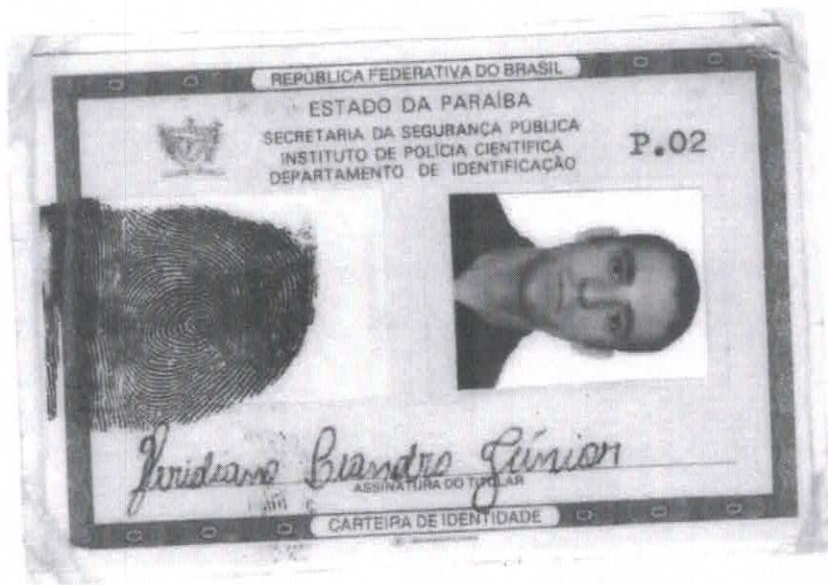 REPÚBLICA FEDERATIVA DO BRASIL
ESTADO DA PARAÍBA
SECRETARIA DA SEGURANÇA PÚBLICA
INSTITUTO DE POLÍCIA CIENTÍFICA
DEPARTAMENTO DE IDENTIFICAÇÃO
P.02
Leandro Júnior
ASSINATURA DO TITULAR
CARTEIRA DE IDENTIDADE